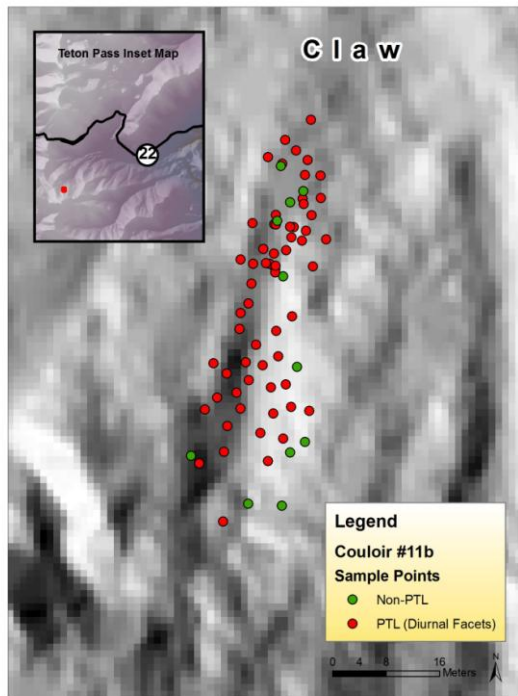 Claw
Teton Pass Inset Map
22
Legend
Couloir #11b
Sample Points
Non-PTL
PTL (Diurnal Facets)
0 4 8 16
Meters
N